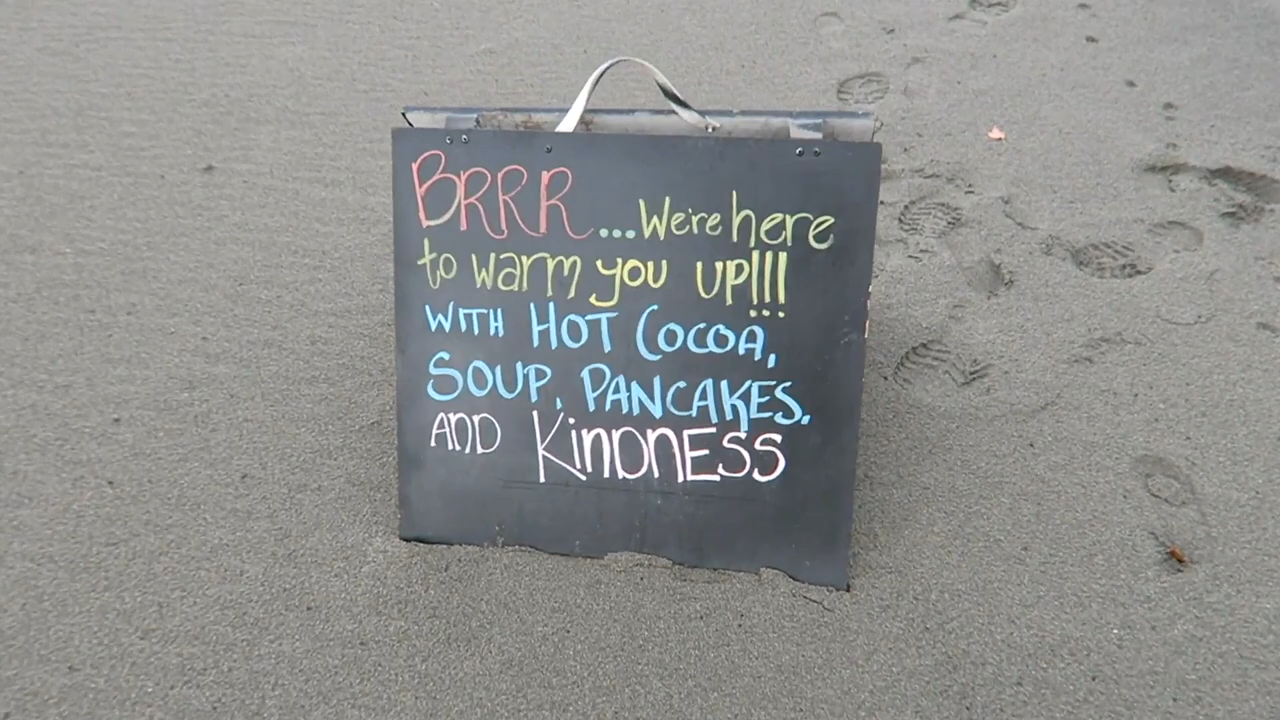 BRRR...We're here
to warm you up!!!
WITH HOT COCOA,
SOUP, PANCAKES.
AND KinDnESS